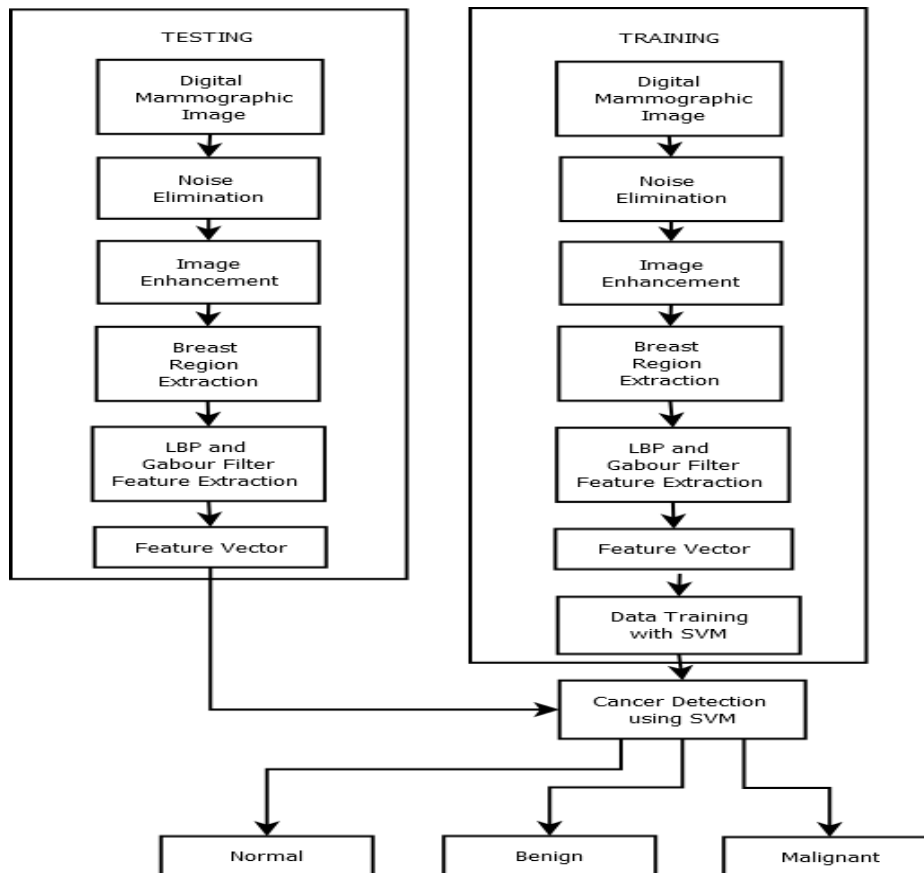 TESTING
Digital
Mammographic
Image
Noise
Elimination
Image
Enhancement
Breast
Region
Extraction
LBP and
Gabour Filter
Feature Extraction
Feature Vector
TRAINING
Digital
Mammographic
Image
Noise
Elimination
Image
Enhancement
Breast
Region
Extraction
LBP and
Gabour Filter
Feature Extraction
Feature Vector
Data Training
with SVM
Cancer Detection
using SVM
Normal
Benign
Malignant